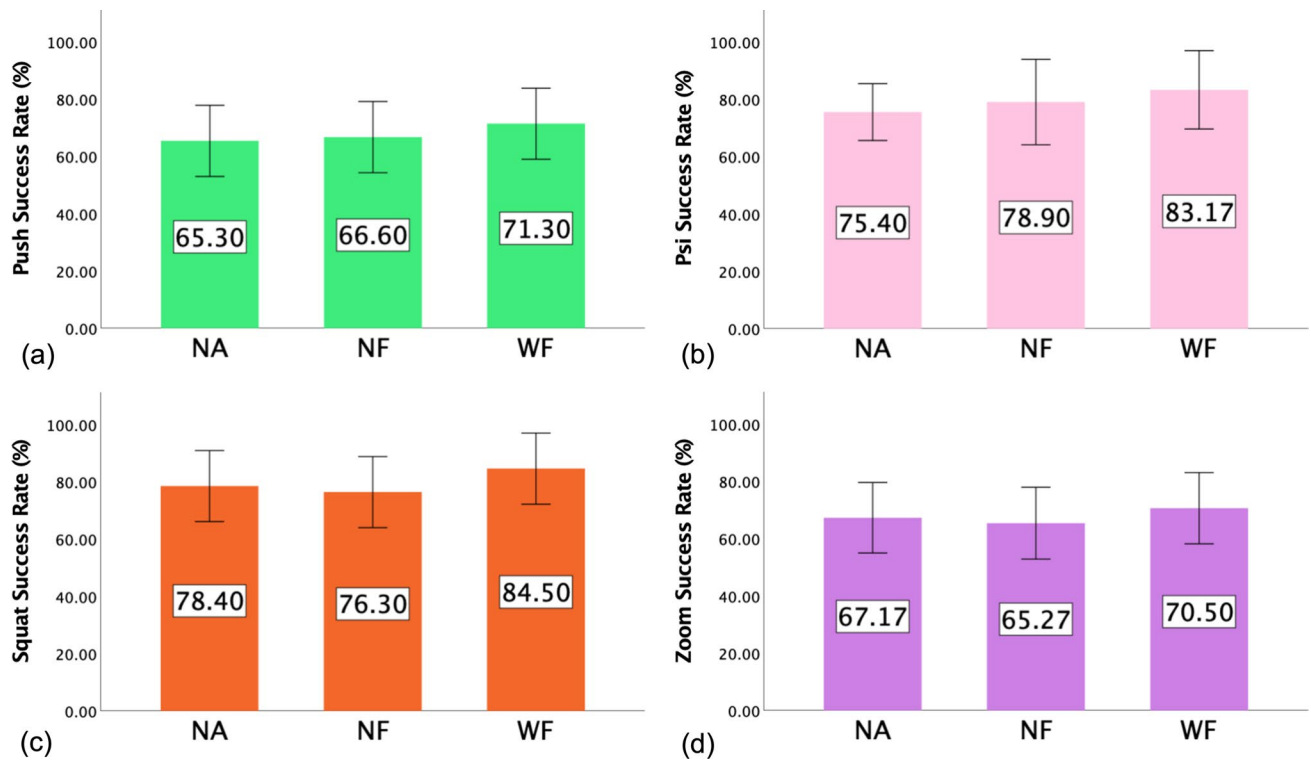 Push Success Rate (%)
100.00
80.00
60.00
40.00
20.00
0.00
65.30
66.60
71.30
NA
NF
WF
(a)
Psi Success Rate (%)
100.00
80.00
60.00
40.00
20.00
0.00
75.40
78.90
83.17
NA
NF
WF
(b)
Squat Success Rate (%)
100.00
80.00
60.00
40.00
20.00
0.00
78.40
76.30
84.50
NA
NF
WF
(c)
Zoom Success Rate (%)
100.00
80.00
60.00
40.00
20.00
0.00
67.17
65.27
70.50
NA
NF
WF
(d)